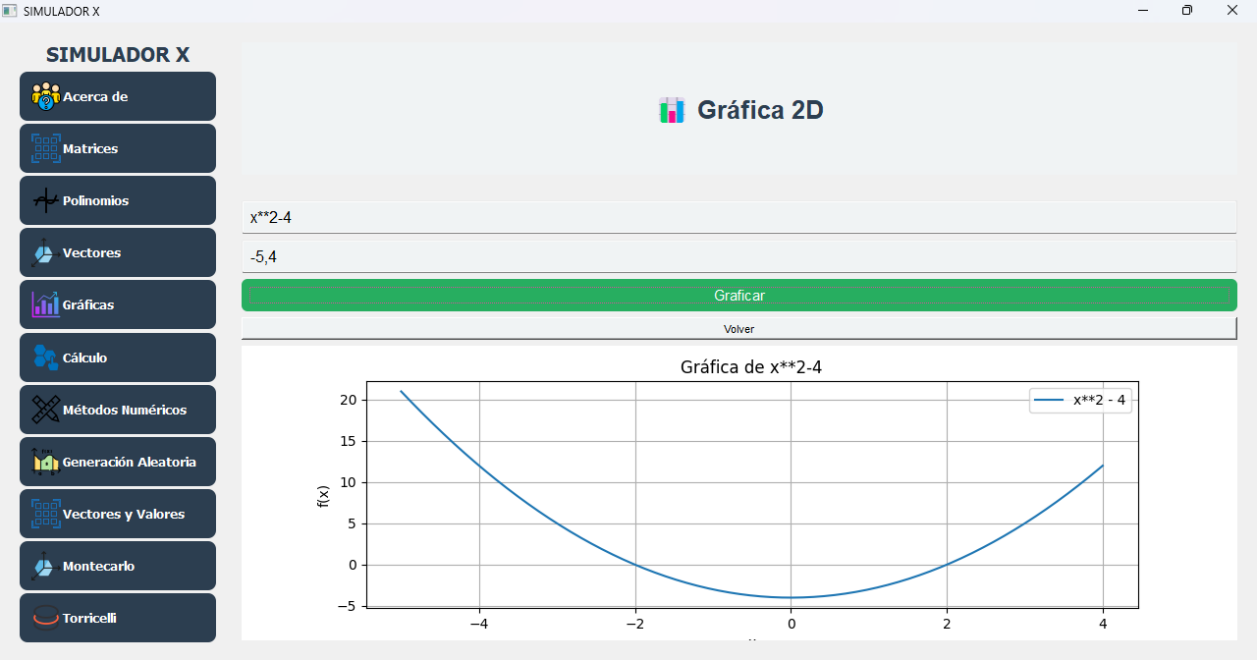 SIMULADOR X
SIMULADOR X
Acerca de
Matrices
Polinomios
Vectores
Gráficas
Cálculo
Métodos Numéricos
Generación Aleatoria
Vectores y Valores
Montecarlo
Torricelli
Gráfica 2D
x**2-4
-5,4
Graficar
Volver
Gráfica de x**2-4
x**2 - 4
f(x)
20
15
10
5
0
−5
−4
−2
0
2
4